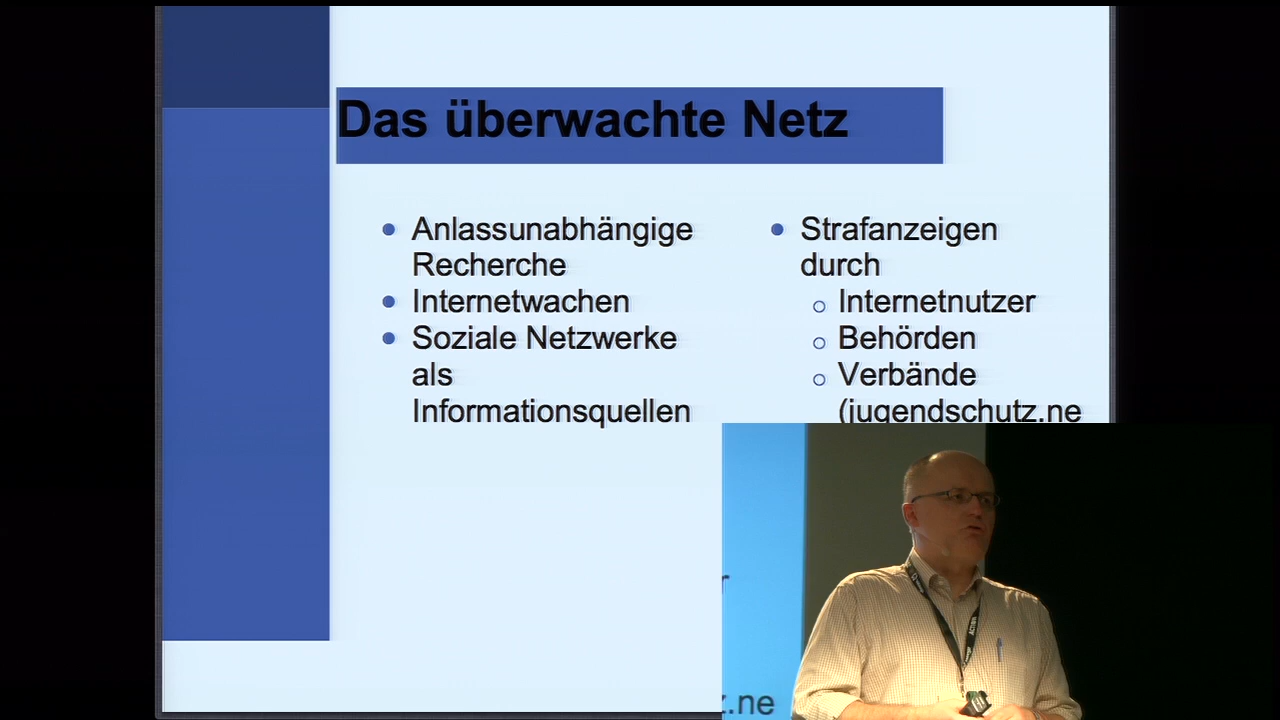 Das überwachte Netz
Anlassunabhängige
Recherche
Internetwachen
Soziale Netzwerke
als
Informationsquellen
Strafanzeigen
durch
Internetnutzer
Behörden
Verbände
(jugendschutz.ne
.ne